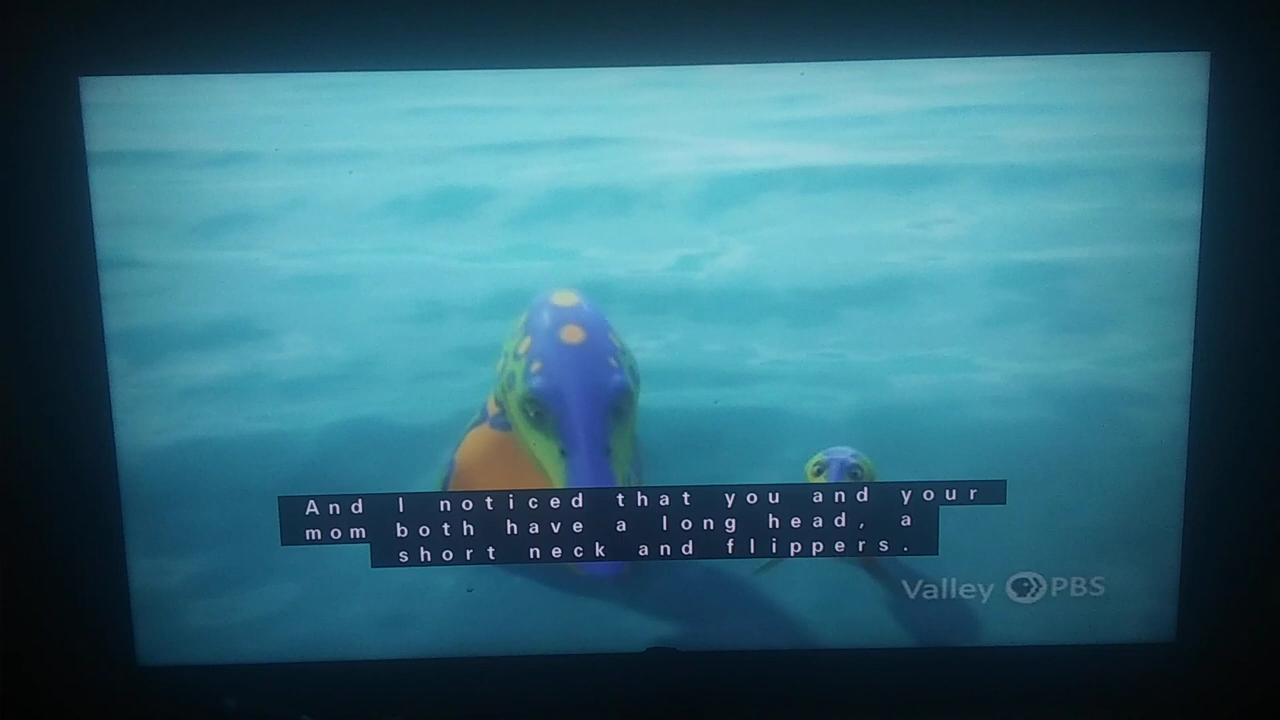 And I noticed that you and your
mom both have a long head, a
short neck and flippers.
Valley PBS